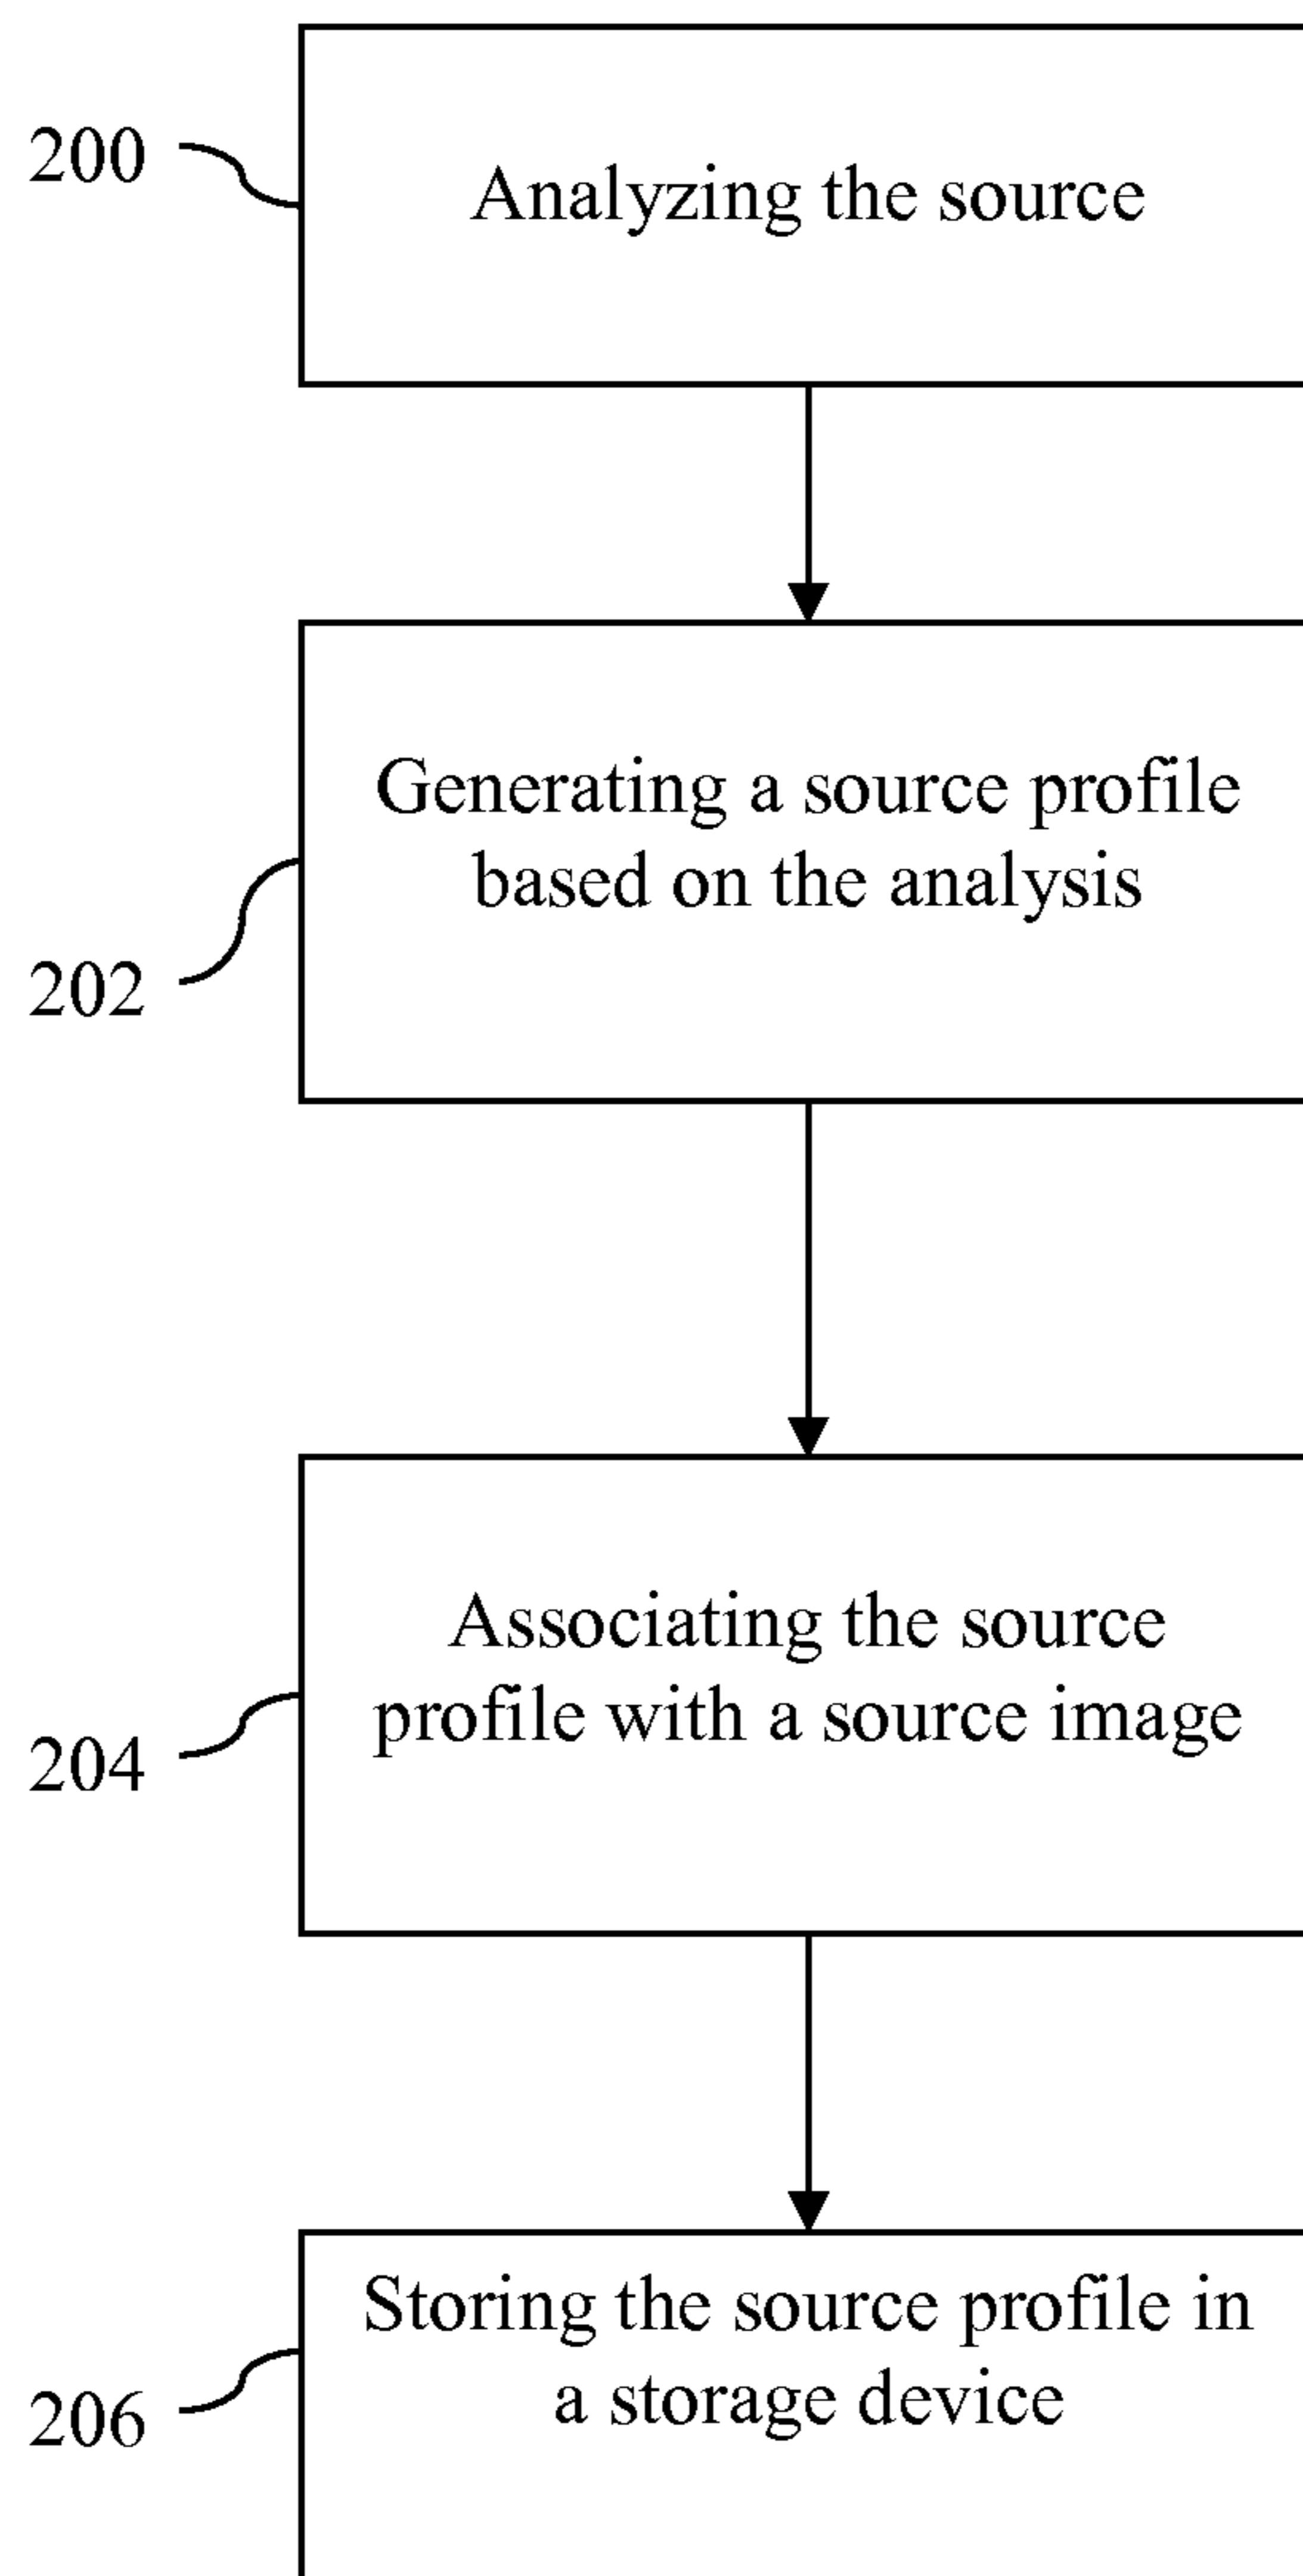 200
Analyzing the source
Generating a source profile
based on the analysis
202
Associating the source
profile with a source image
204
Storing the source profile in
a storage device
206